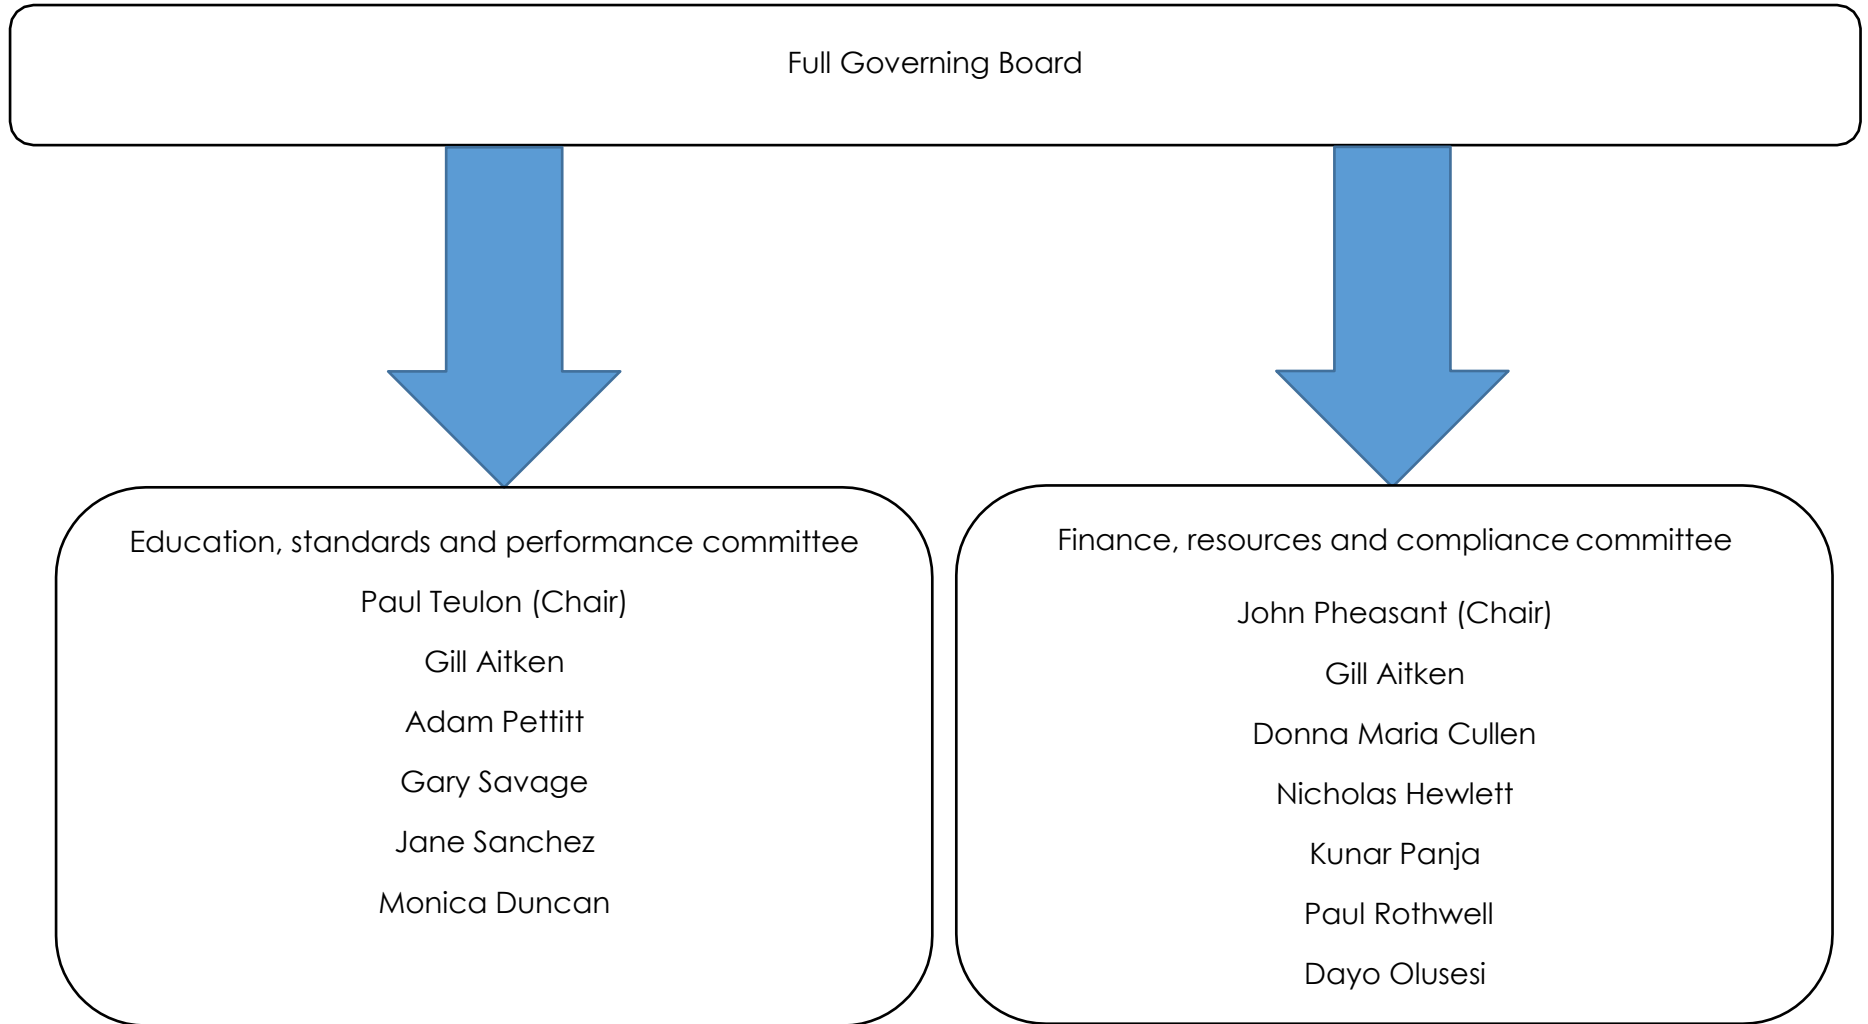 Full Governing Board
Education, standards and performance committee
Paul Teulon (Chair)
Gill Aitken
Adam Pettitt
Gary Savage
Jane Sanchez
Monica Duncan
Finance, resources and compliance committee
John Pheasant (Chair)
Gill Aitken
Donna Maria Cullen
Nicholas Hewlett
Kunar Panja
Paul Rothwell
Dayo Olusesi